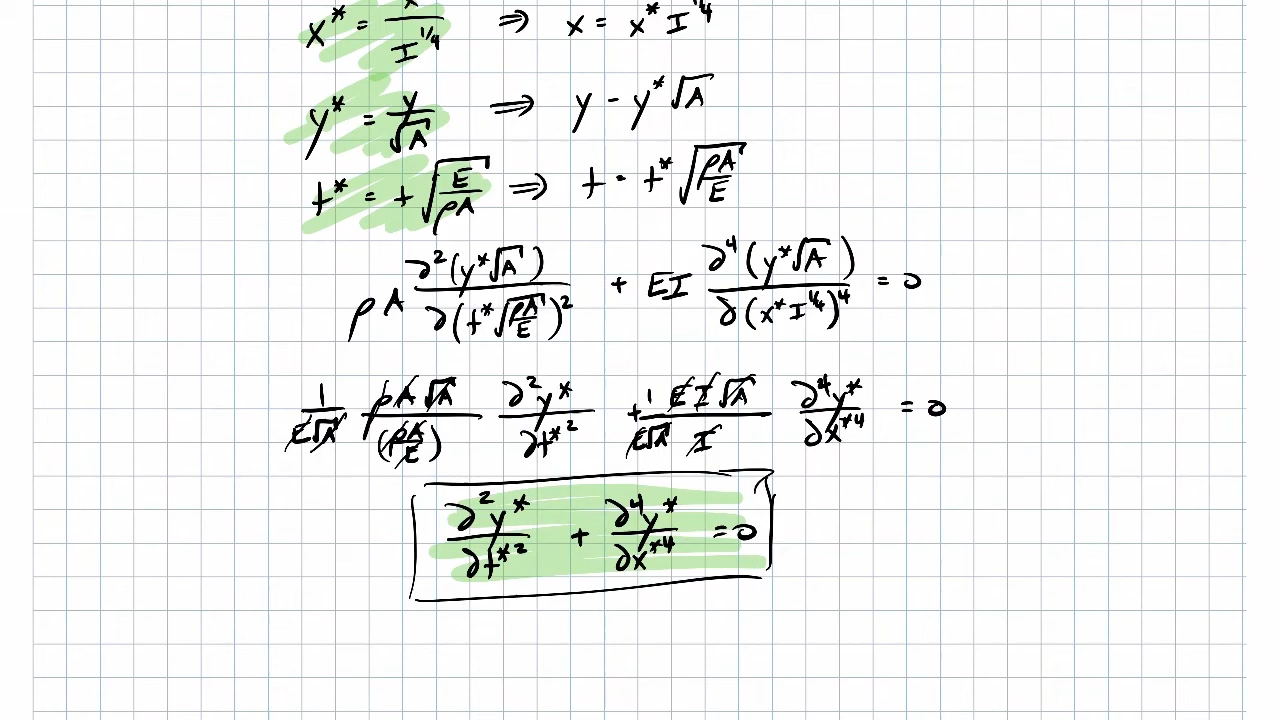 x* = x / I^{1/4} ⇒ x = x* I^{1/4}
y* = y / √A ⇒ y - y* √A
t* = t √(E / ρA) ⇒ t · t* √(ρA / E)
ρA ∂²(y*√A) / ∂(t* √(ρA / E))² + EI ∂⁴(y*√A) / ∂(x* I^{1/4})⁴ = 0
1 / (E√A) ρA√A / (ρA / E) ∂²y* / ∂t*² + 1 / (E√A) EI√A / I ∂⁴y* / ∂x*⁴ = 0
∂²y* / ∂t*² + ∂⁴y* / ∂x*⁴ = 0